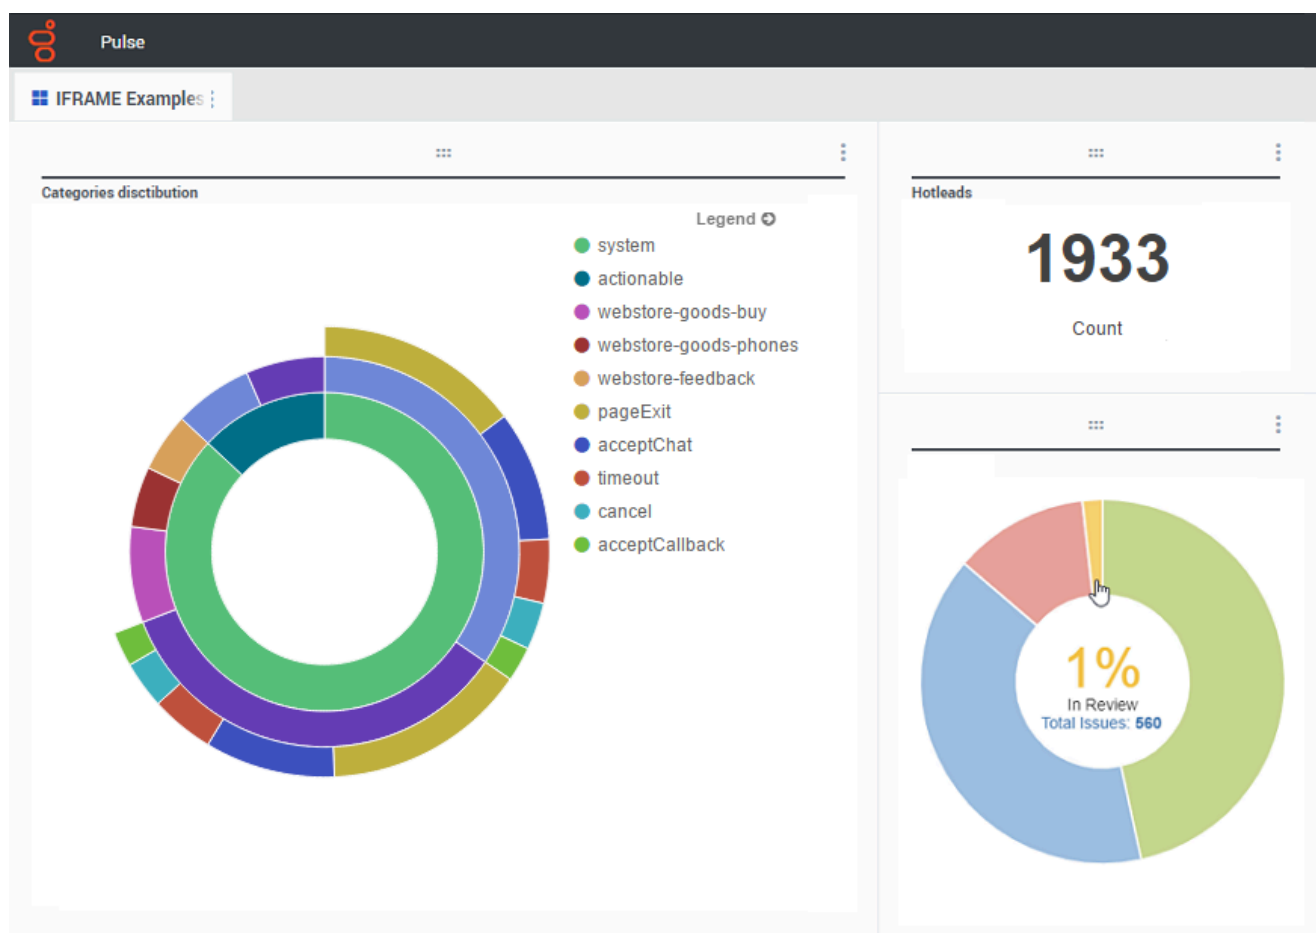 Pulse
IFRAME Examples
Categories disctibution
Legend
system
actionable
webstore-goods-buy
webstore-goods-phones
webstore-feedback
pageExit
acceptChat
timeout
cancel
acceptCallback
Hotleads
1933
Count
1%
In Review
Total Issues: 560